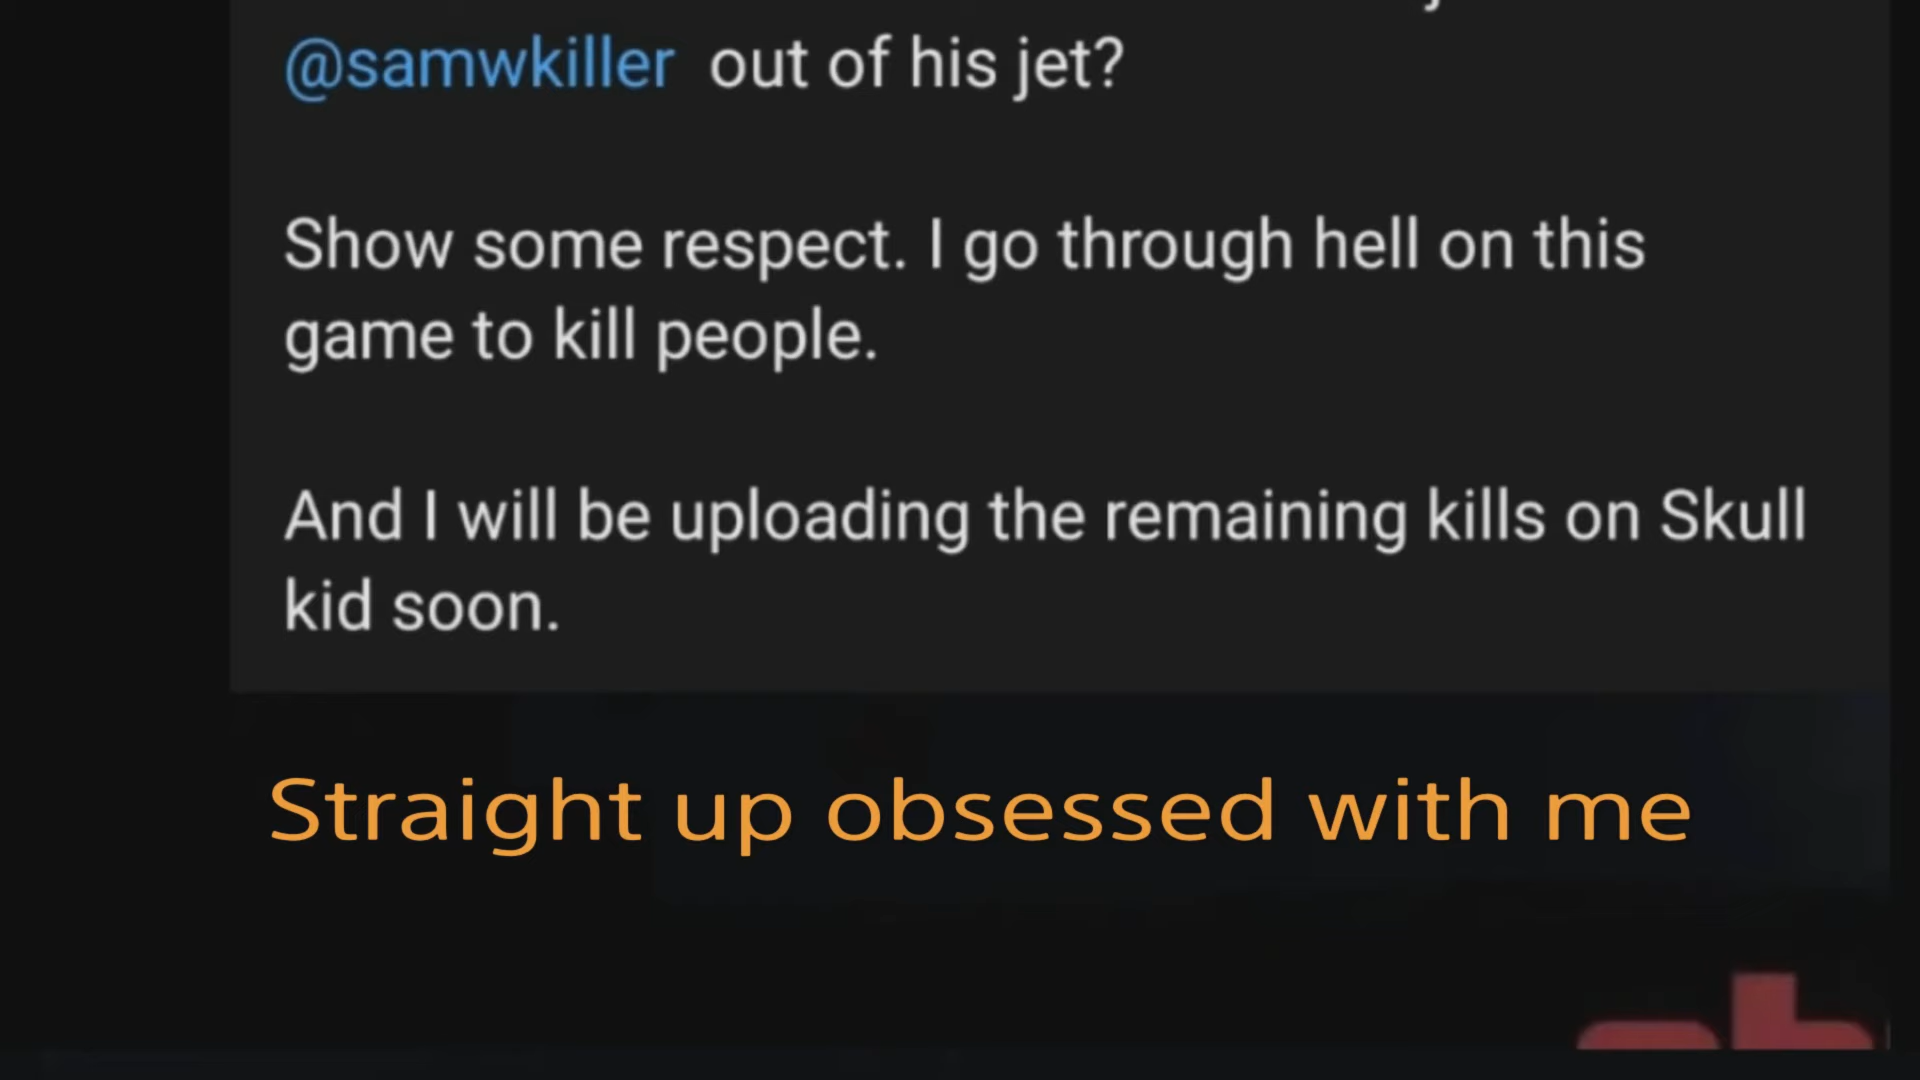 @samwkiller out of his jet?
Show some respect. I go through hell on this
game to kill people.
And I will be uploading the remaining kills on Skull
kid soon.
Straight up obsessed with me